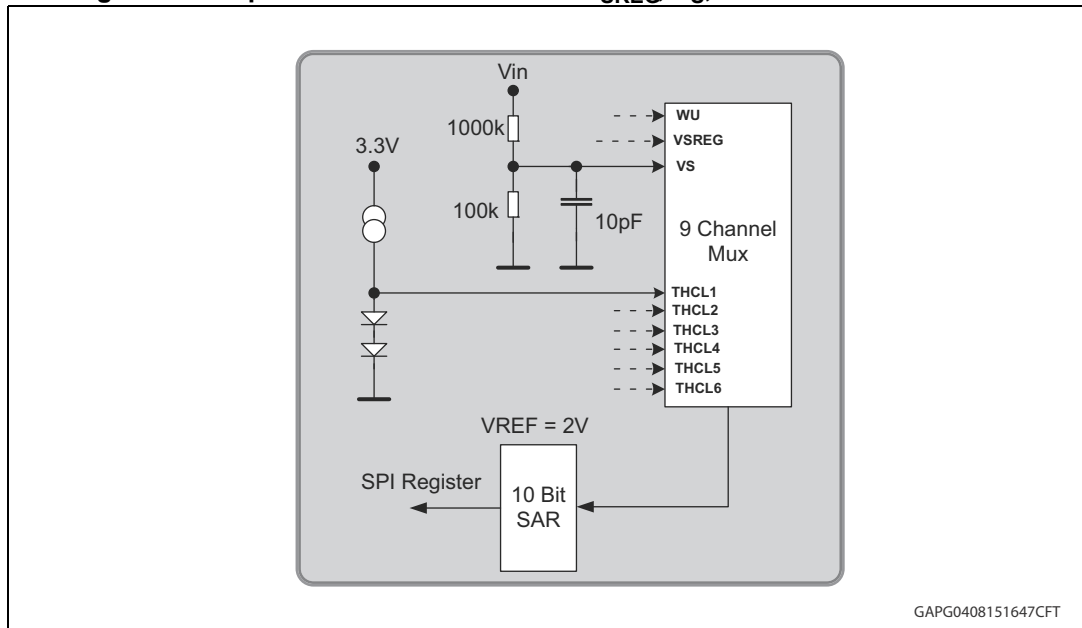 Vin
1000k
3.3V
100k
10pF
WU
VSREG
VS
9 Channel
Mux
THCL1
THCL2
THCL3
THCL4
THCL5
THCL6
VREF = 2V
SPI Register
10 Bit
SAR
GAPG0408151647CFT